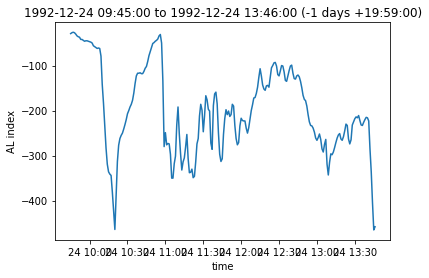 1992-12-24 09:45:00 to 1992-12-24 13:46:00 (-1 days +19:59:00)
−100
−200
−300
−400
AL index
24 10:00 24 10:30 24 11:00 24 11:30 24 12:00 24 12:30 24 13:00 24 13:30
time